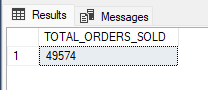 Results Messages
TOTAL_ORDERS_SOLD
1 49574